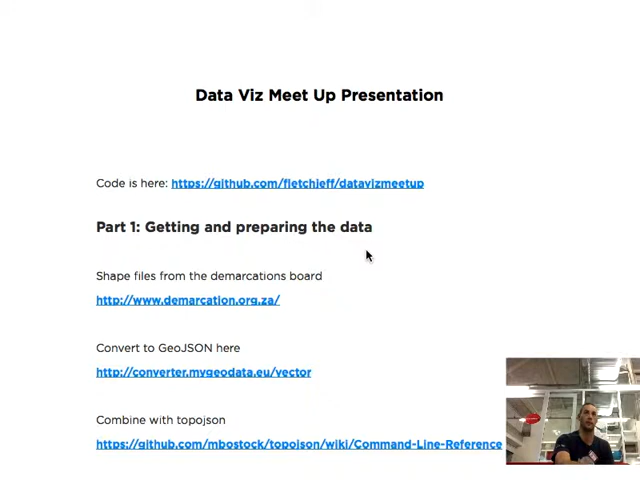 Data Viz Meet Up Presentation
Code is here: https://github.com/fletchjeff/datavizmeetup
Part 1: Getting and preparing the data
Shape files from the demarcations board
http://www.demarcation.org.za/
Convert to GeoJSON here
http://converter.mygeodata.eu/vector
Combine with topojson
https://github.com/mbostock/topojson/wiki/Command-Line-Reference